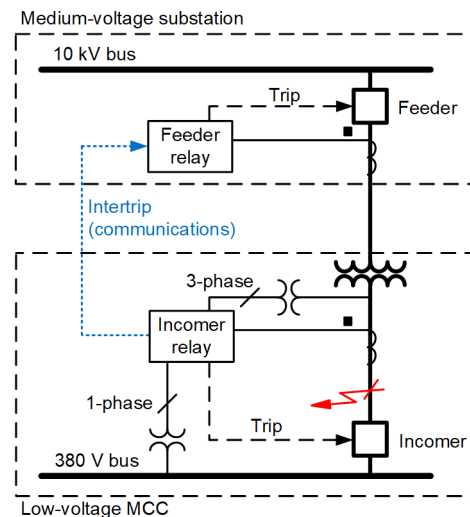 Medium-voltage substation
10 kV bus
Trip
Feeder
Feeder
relay
Intertrip
(communications)
3-phase
Incomer
relay
1-phase
Trip
Incomer
380 V bus
Low-voltage MCC